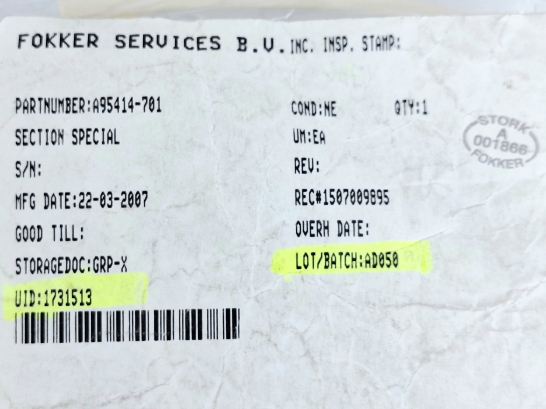 FOKKER SERVICES B.V. INC. INSP. STAMP:
PARTNUMBER:A95414-701 COND:NE QTY:1
SECTION SPECIAL UM:EA
STORK
A
001866
FOKKER
S/N: REV:
MFG DATE:22-03-2007 REC#1507009895
GOOD TILL: OVERH DATE:
STORAGEDOC:GRP-X LOT/BATCH:AD050
UID:1731513